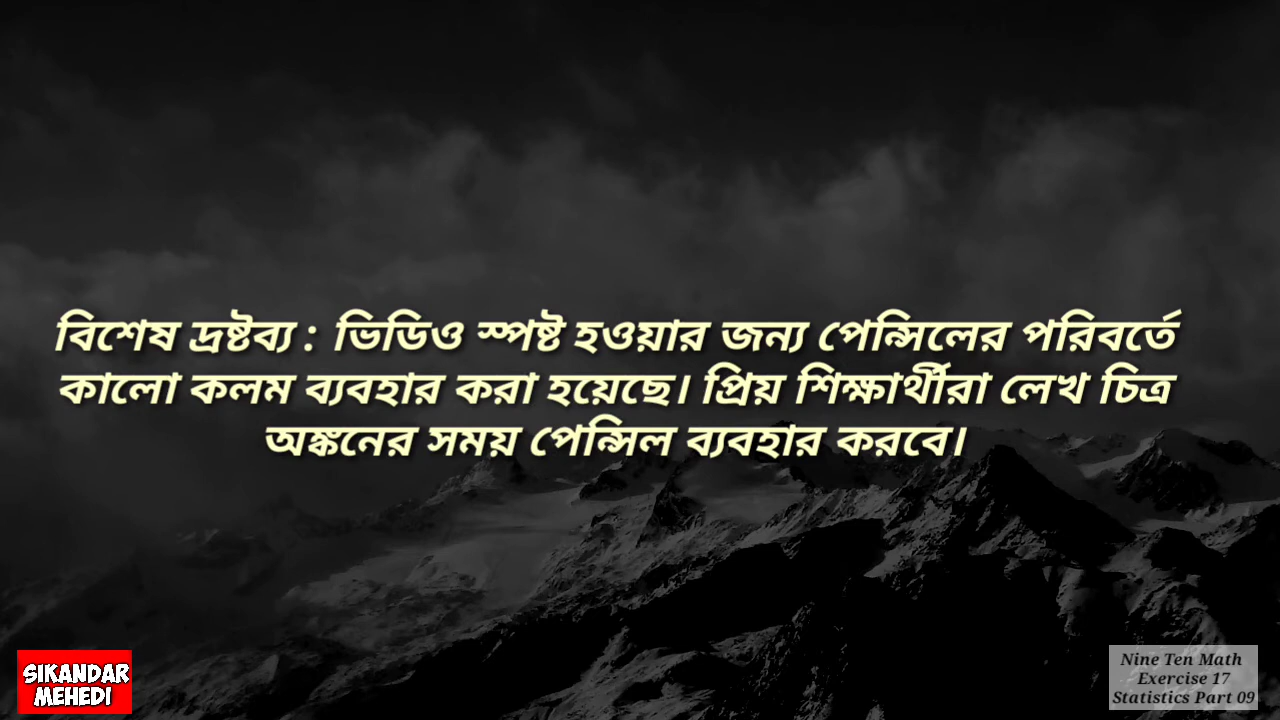 বিশেষ দ্রষ্টব্য : ভিডিও স্পষ্ট হওয়ার জন্য পেন্সিলের পরিবর্তে
কালো কলম ব্যবহার করা হয়েছে। প্রিয় শিক্ষার্থীরা লেখ চিত্র
অঙ্কনের সময় পেন্সিল ব্যবহার করবে।
SIKANDAR
MEHEDI
Nine Ten Math
Exercise 17
Statistics Part 09